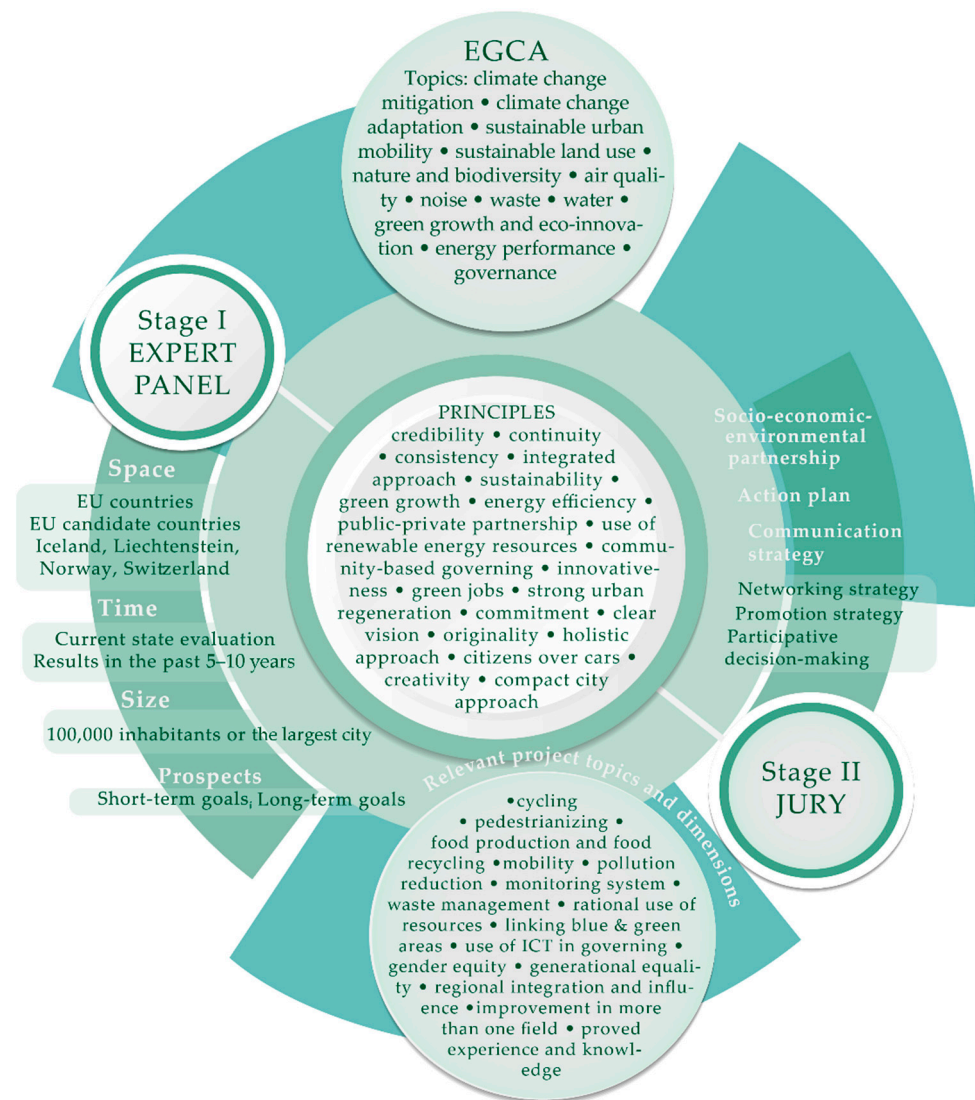 EGCA
Topics: climate change
mitigation • climate change
adaptation • sustainable urban
mobility • sustainable land use •
nature and biodiversity • air quali-
ty • noise • waste • water •
green growth and eco-innova-
tion • energy performance •
governance
Stage I
EXPERT
PANEL
Space
EU countries
EU candidate countries
Iceland, Liechtenstein,
Norway, Switzerland
Time
Current state evaluation
Results in the past 5–10 years
Size
100,000 inhabitants or the largest city
Prospects
Short-term goals; Long-term goals
PRINCIPLES
credibility • continuity
• consistency • integrated
approach • sustainability •
green growth • energy efficiency •
public-private partnership • use of
renewable energy resources • commu-
nity-based governing • innovative-
ness • green jobs • strong urban
regeneration • commitment • clear
vision • originality • holistic
approach • citizens over cars •
creativity • compact city
approach
Socio-economic-
environmental
partnership
Action plan
Communication
strategy
Networking strategy
Promotion strategy
Participative
decision-making
Stage II
JURY
Relevant project topics and dimensions
•cycling
• pedestrianizing •
food production and food
recycling •mobility • pollution
reduction • monitoring system •
waste management • rational use of
resources • linking blue & green
areas • use of ICT in governing •
gender equity • generational equali-
ty • regional integration and influ-
ence •improvement in more
than one field • proved
experience and knowl-
edge